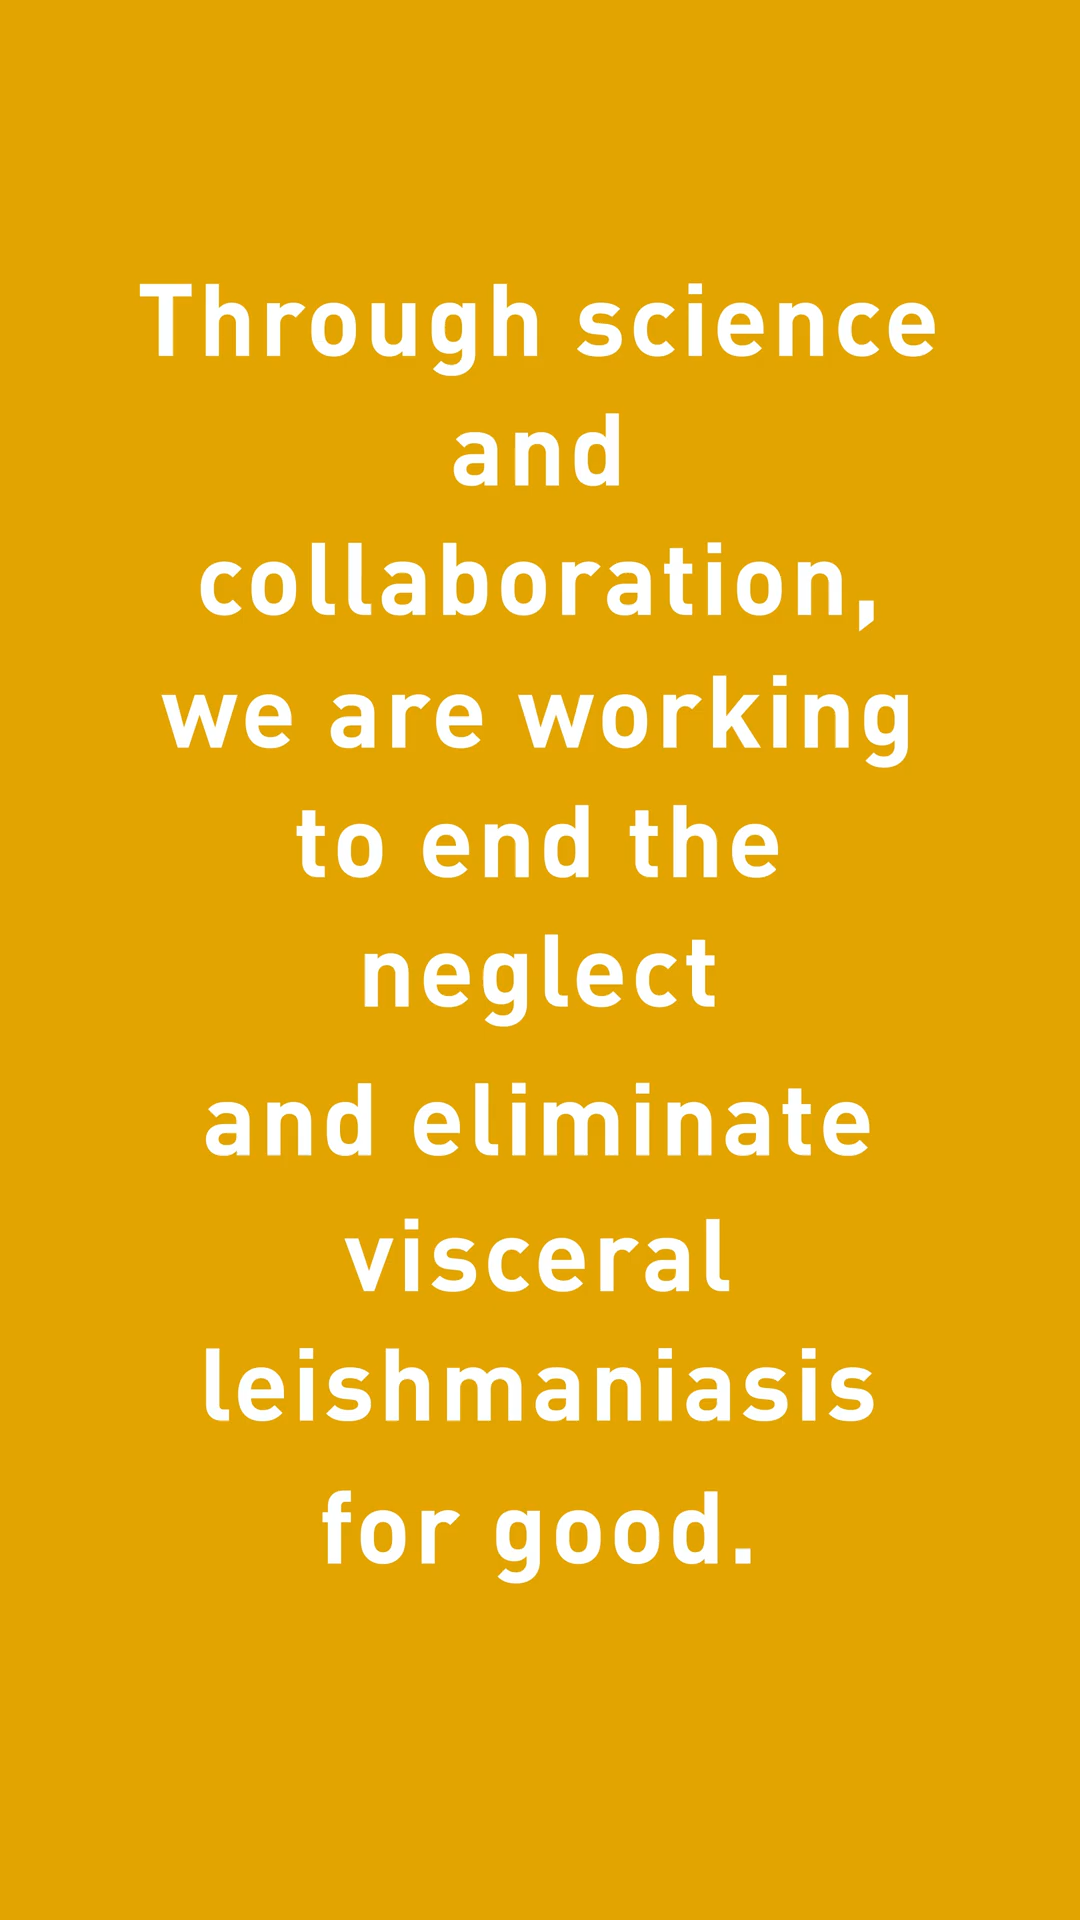 Through science
and
collaboration,
we are working
to end the
neglect
and eliminate
visceral
leishmaniasis
for good.